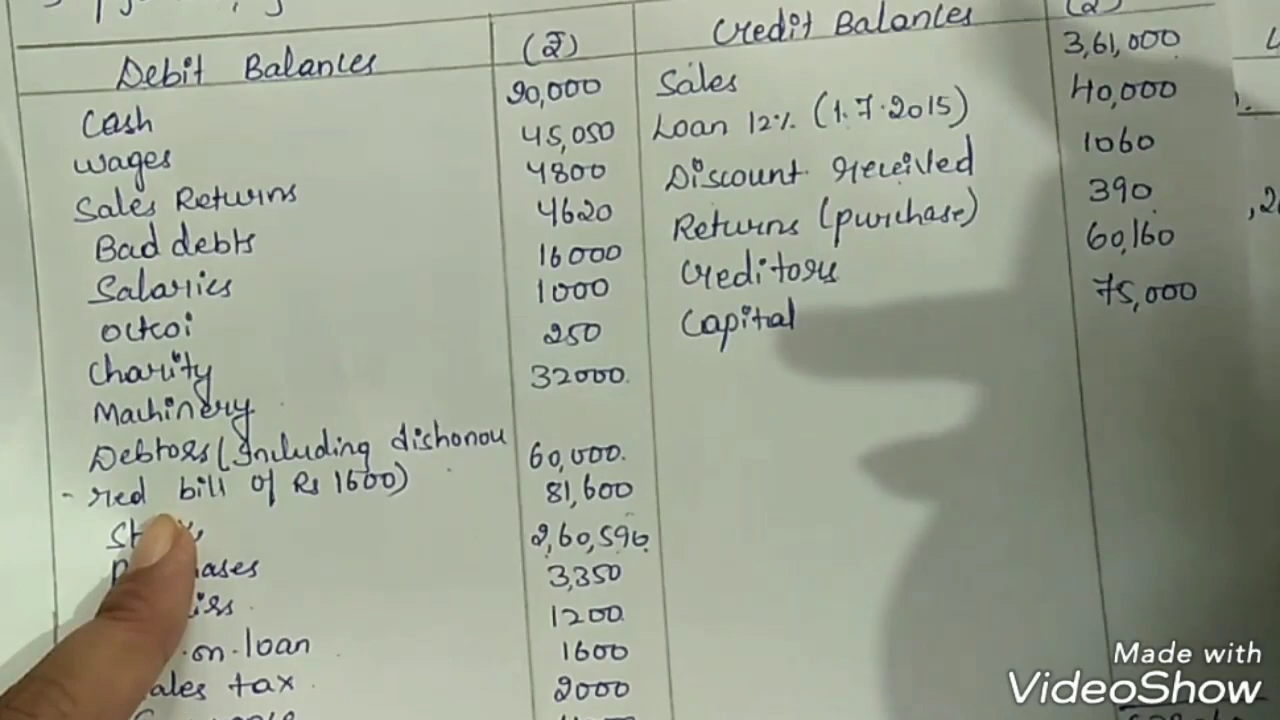 Debit Balances (₹) Credit Balances (₹)
Cash 20,000 Sales 3,61,000
Wages 45,050 Loan 12% (1.7.2015) 40,000
Sales Returns 4800 Discount received 1060
Bad debts 4620 Returns (purchase) 390
Salaries 16000 Creditors 60,160
Octroi 1000 Capital 75,000
Charity 250
Machinery 32000.
Debtors (Including dishonou
-red bill of Rs 1600) 60,000.
81,600
2,60,590
3,350
1200
on loan 1600
tax 2000
Made with
VideoShow